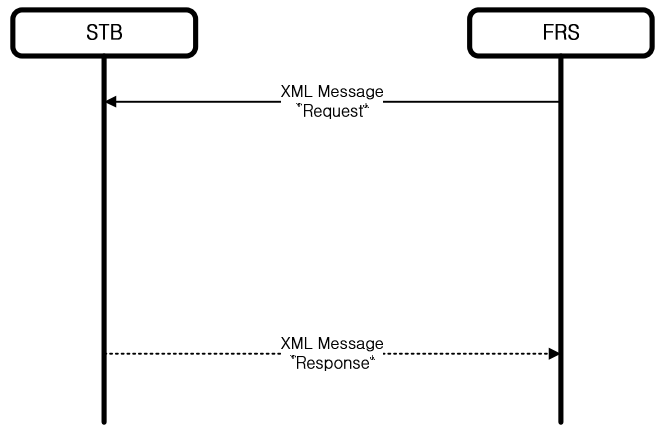 STB
FRS
XML Message
"Request"
XML Message
"Response"